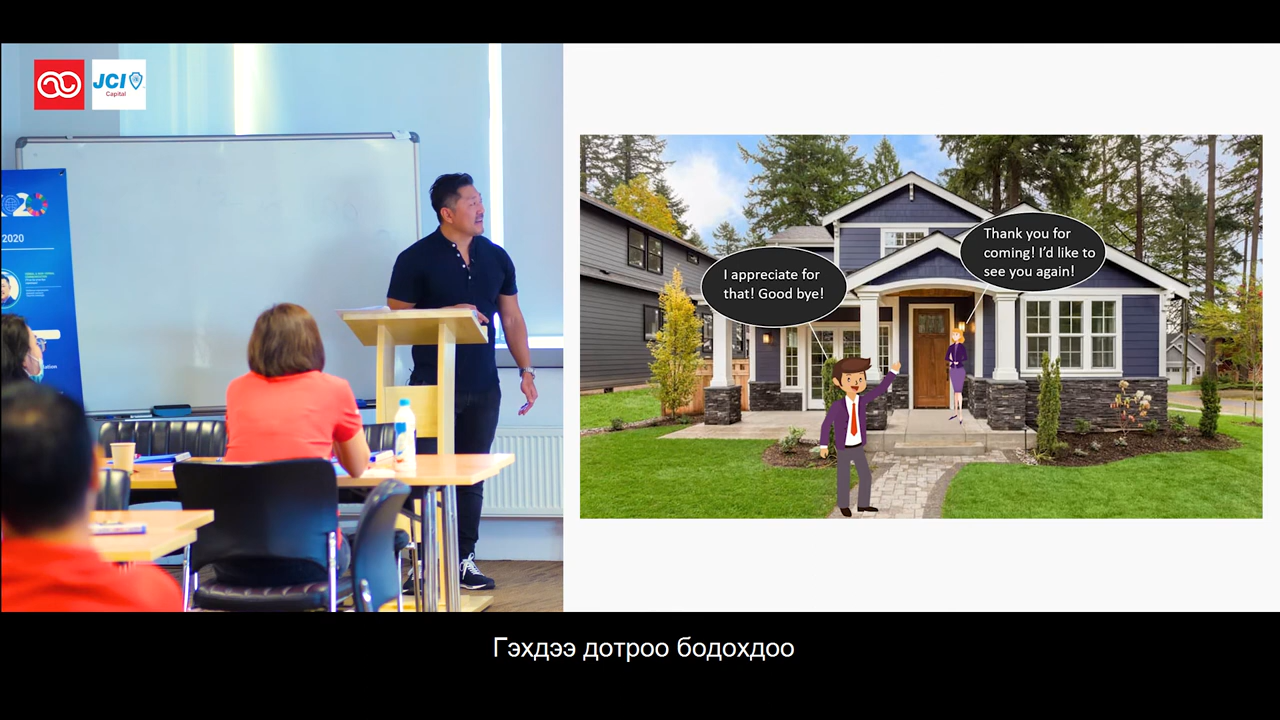 JCI
Capital
2020
2020
I appreciate for
that! Good bye!
Thank you for
coming! I'd like to
see you again!
Гэхдээ дотроо бодохдоо